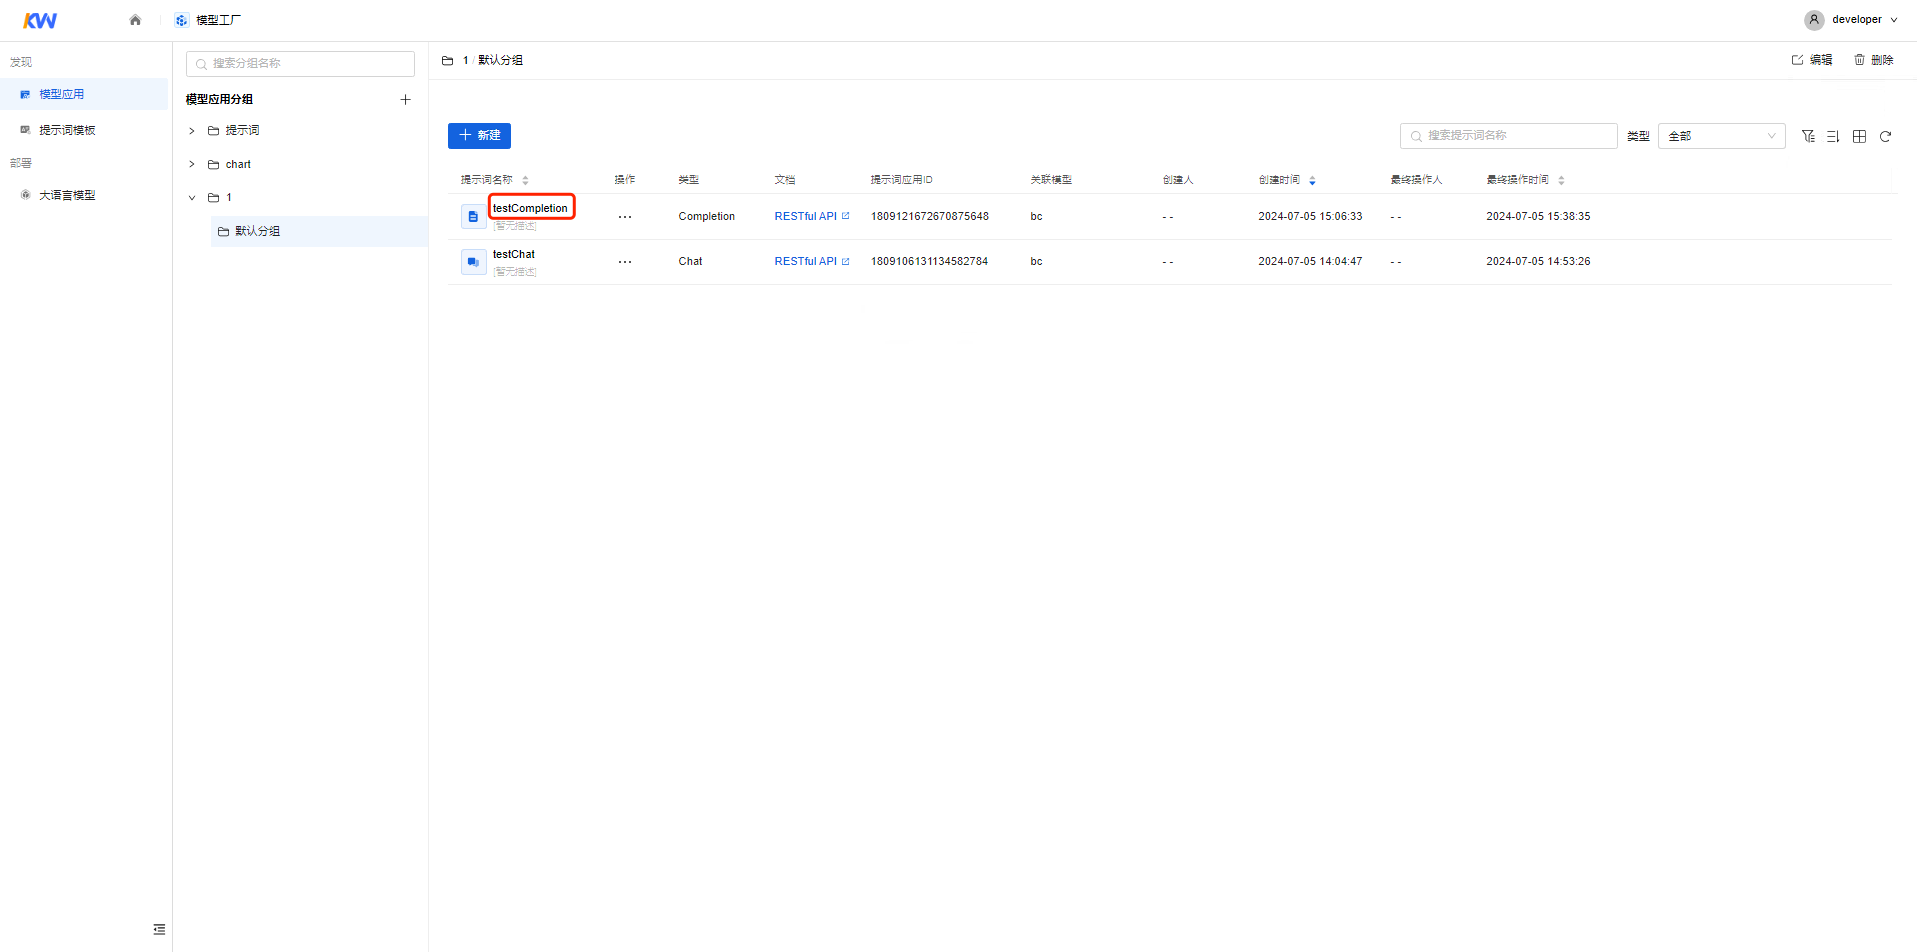 KW
模型工厂
developer
发现
模型应用
提示词模板
部署
大语言模型
搜索分组名称
模型应用分组
提示词
chart
1
默认分组
1 / 默认分组
编辑
删除
新建
搜索提示词名称
类型
全部
提示词名称 操作 类型 文档 提示词应用ID 关联模型 创建人 创建时间 最终操作人 最终操作时间
testCompletion
[暂无描述]
... Completion RESTful API 1809121672670875648 bc - - 2024-07-05 15:06:33 - - 2024-07-05 15:38:35
testChat
[暂无描述]
... Chat RESTful API 1809106131134582784 bc - - 2024-07-05 14:04:47 - - 2024-07-05 14:53:26